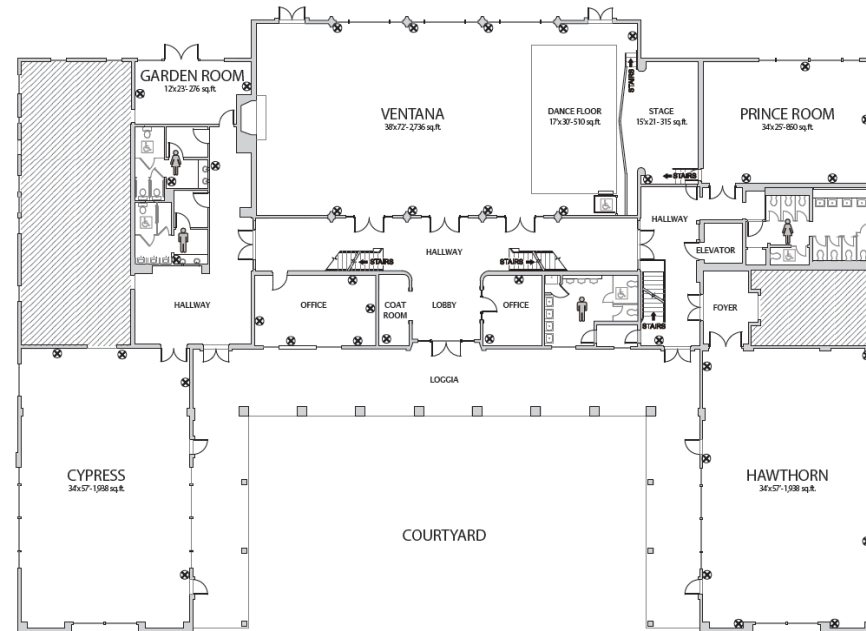 GARDEN ROOM
12'x23'- 276 sq.ft.
VENTANA
38'x72'- 2,736 sq.ft.
DANCE FLOOR
17'x30'-510 sq.ft.
STAIRS
STAGE
15'x21- 315 sq.ft.
STAIRS
PRINCE ROOM
34'x 25'- 850 sq.ft.
HALLWAY
ELEVATOR
HALLWAY
STAIRS
STAIRS
HALLWAY
OFFICE
COAT
ROOM
LOBBY
OFFICE
STAIRS
FOYER
LOGGIA
CYPRESS
34'x57'- 1,938 sq.ft.
HAWTHORN
34'x57'- 1,938 sq.ft.
COURTYARD